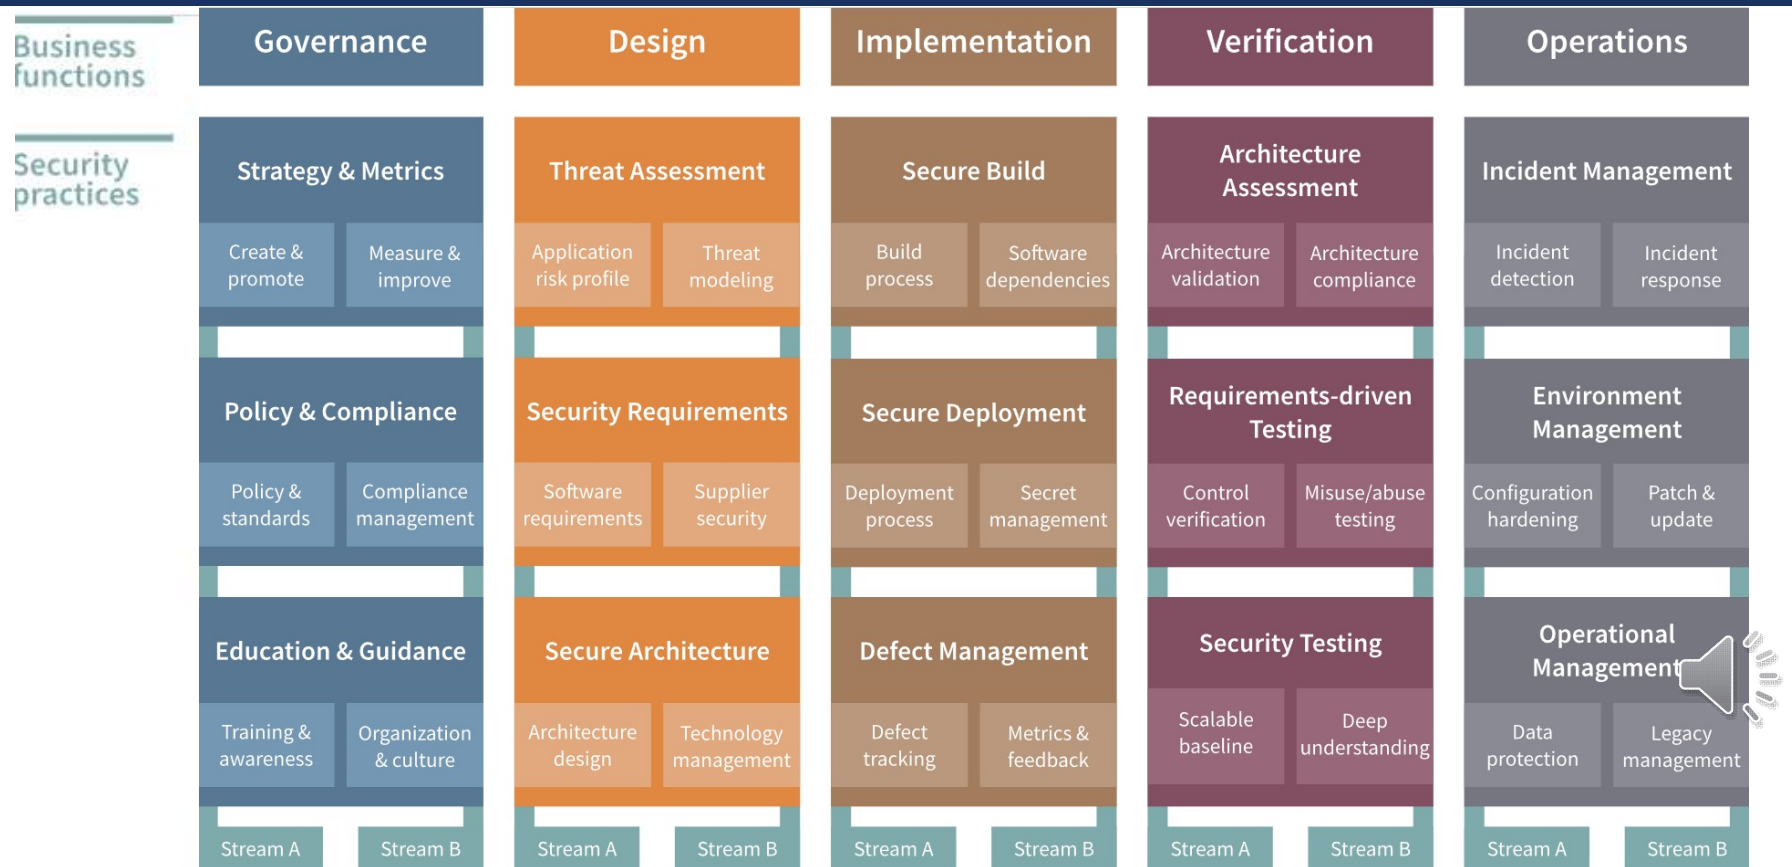 Business
functions
Governance
Design
Implementation
Verification
Operations
Security
practices
Strategy & Metrics
Create &
promote
Measure &
improve
Policy & Compliance
Policy &
standards
Compliance
management
Education & Guidance
Training &
awareness
Organization
& culture
Stream A
Stream B
Threat Assessment
Application
risk profile
Threat
modeling
Security Requirements
Software
requirements
Supplier
security
Secure Architecture
Architecture
design
Technology
management
Stream A
Stream B
Secure Build
Build
process
Software
dependencies
Secure Deployment
Deployment
process
Secret
management
Defect Management
Defect
tracking
Metrics &
feedback
Stream A
Stream B
Architecture
Assessment
Architecture
validation
Architecture
compliance
Requirements-driven
Testing
Control
verification
Misuse/abuse
testing
Security Testing
Scalable
baseline
Deep
understanding
Stream A
Stream B
Incident Management
Incident
detection
Incident
response
Environment
Management
Configuration
hardening
Patch &
update
Operational
Management
Data
protection
Legacy
management
Stream A
Stream B